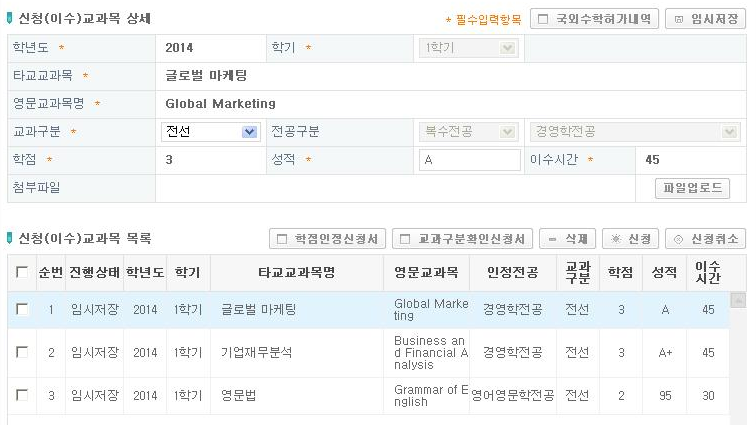 신청(이수)교과목 상세 * 필수입력항목 국외수학허가내역 임시저장
학년도 * 2014 학기 * 1학기
타교교과목 * 글로벌 마케팅
영문교과목명 * Global Marketing
교과구분 * 전선 전공구분 복수전공 경영학전공
학점 * 3 성적 * A 이수시간 * 45
첨부파일 파일업로드
신청(이수)교과목 목록 학점인정신청서 교과구분확인신청서 삭제 신청 신청취소
순번 진행상태 학년도 학기 타교교과목명 영문교과목 인정전공 교과
구분 학점 성적 이수
시간
1 임시저장 2014 1학기 글로벌 마케팅 Global Marke
ting 경영학전공 전선 3 A 45
2 임시저장 2014 1학기 기업재무분석 Business an
d Financial A
nalysis 경영학전공 전선 3 A+ 45
3 임시저장 2014 1학기 영문법 Grammar of E
nglish 영어영문학전공 전선 2 95 30